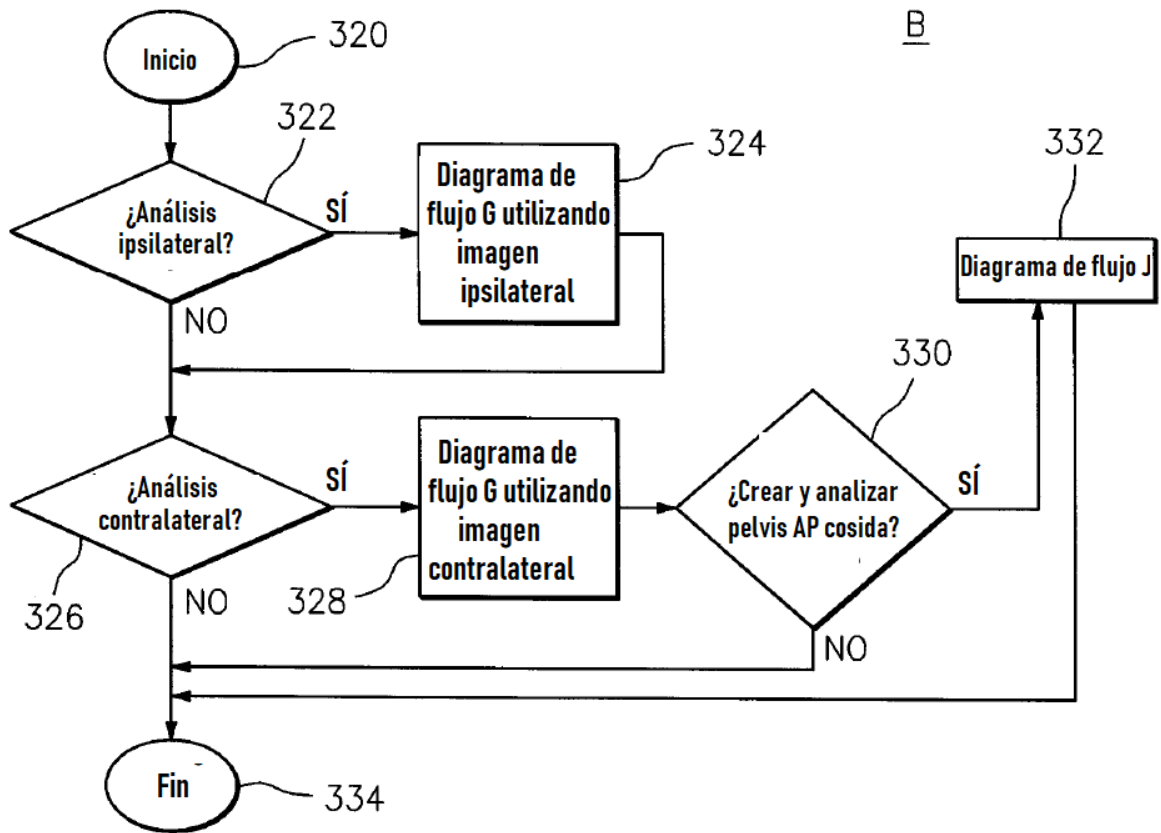 B
Inicio
320
322
¿Análisis
ipsilateral?
SÍ
NO
324
Diagrama de
flujo G utilizando
imagen
ipsilateral
332
Diagrama de flujo J
326
¿Análisis
contralateral?
SÍ
NO
328
Diagrama de
flujo G utilizando
imagen
contralateral
330
¿Crear y analizar
pelvis AP cosida?
SÍ
NO
Fin
334